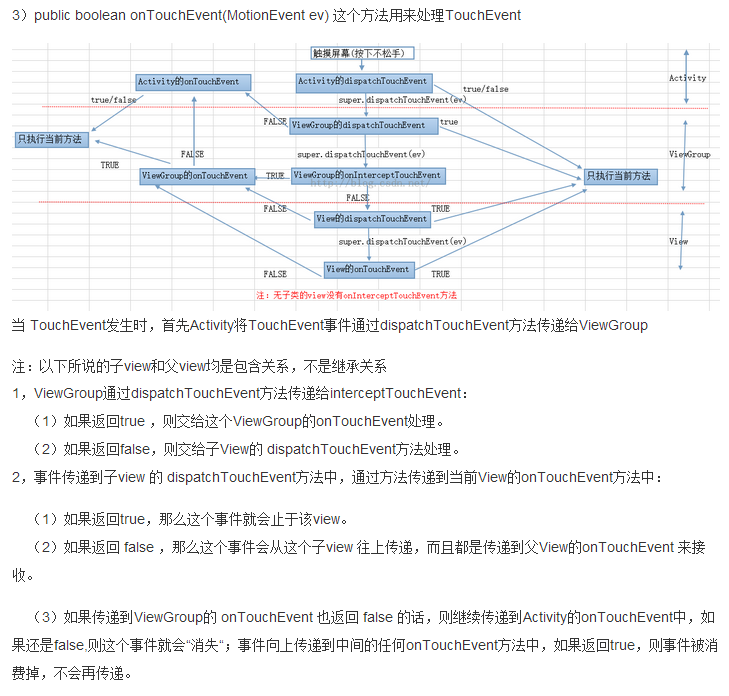 3）public boolean onTouchEvent(MotionEvent ev) 这个方法用来处理TouchEvent
触摸屏幕(按下不松手)
Activity的onTouchEvent
Activity的dispatchTouchEvent
Activity
true/false
true/false
super.dispatchTouchEvent(ev)
FALSE
ViewGroup的dispatchTouchEvent
true
只执行当前方法
FALSE
super.dispatchTouchEvent(ev)
ViewGroup
TRUE
ViewGroup的onTouchEvent
TRUE
ViewGroup的onInterceptTouchEvent
只执行当前方法
FALSE
FALSE
View的dispatchTouchEvent
TRUE
super.dispatchTouchEvent(ev)
View
FALSE
View的onTouchEvent
TRUE
注：无子类的view没有onInterceptTouchEvent方法
当 TouchEvent发生时，首先Activity将TouchEvent事件通过dispatchTouchEvent方法传递给ViewGroup
注：以下所说的子view和父view均是包含关系，不是继承关系
1，ViewGroup通过dispatchTouchEvent方法传递给interceptTouchEvent：
（1）如果返回true ，则交给这个ViewGroup的onTouchEvent处理。
（2）如果返回false，则交给子View的 dispatchTouchEvent方法处理。
2，事件传递到子view 的 dispatchTouchEvent方法中，通过方法传递到当前View的onTouchEvent方法中：
（1）如果返回true，那么这个事件就会止于该view。
（2）如果返回 false ，那么这个事件会从这个子view 往上传递，而且都是传递到父View的onTouchEvent 来接
收。
（3）如果传递到ViewGroup的 onTouchEvent 也返回 false 的话，则继续传递到Activity的onTouchEvent中，如
果还是false,则这个事件就会“消失“；事件向上传递到中间的任何onTouchEvent方法中，如果返回true，则事件被消
费掉，不会再传递。